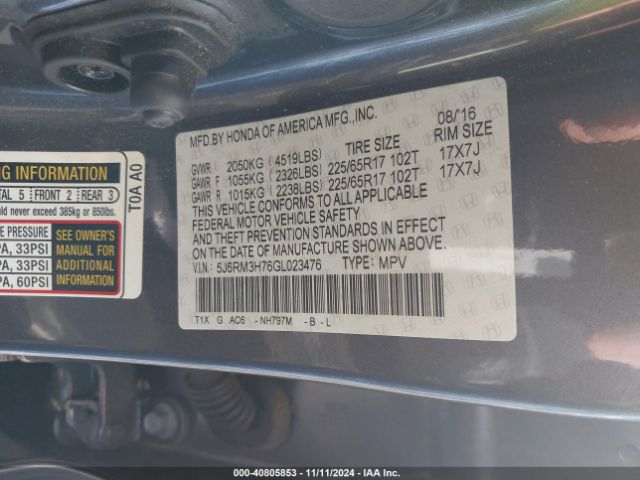 NG INFORMATION
TAL 5 FRONT 2 REAR 3
ld never exceed 385kg or 850lbs.
E PRESSURE
PA, 33PSI
PA, 33PSI
PA, 60PSI
SEE OWNER'S
MANUAL FOR
ADDITIONAL
INFORMATION
T0A A0
MFD.BY HONDA OF AMERICA MFG.,INC. 08/'16
TIRE SIZE RIM SIZE
GVWR 2050KG (4519LBS)
GAWR F 1055KG (2326LBS) 225/65R17 102T 17X7J
GAWR R 1015KG (2238LBS) 225/65R17 102T 17X7J
THIS VEHICLE CONFORMS TO ALL APPLICABLE
FEDERAL MOTOR VEHICLE SAFETY
AND THEFT PREVENTION STANDARDS IN EFFECT
ON THE DATE OF MANUFACTURE SHOWN ABOVE.
V.I.N.: 5J6RM3H76GL023476 TYPE: MPV
T1X G AC6 - NH797M - B - L
000-40805853 - 11/11/2024 - IAA Inc.